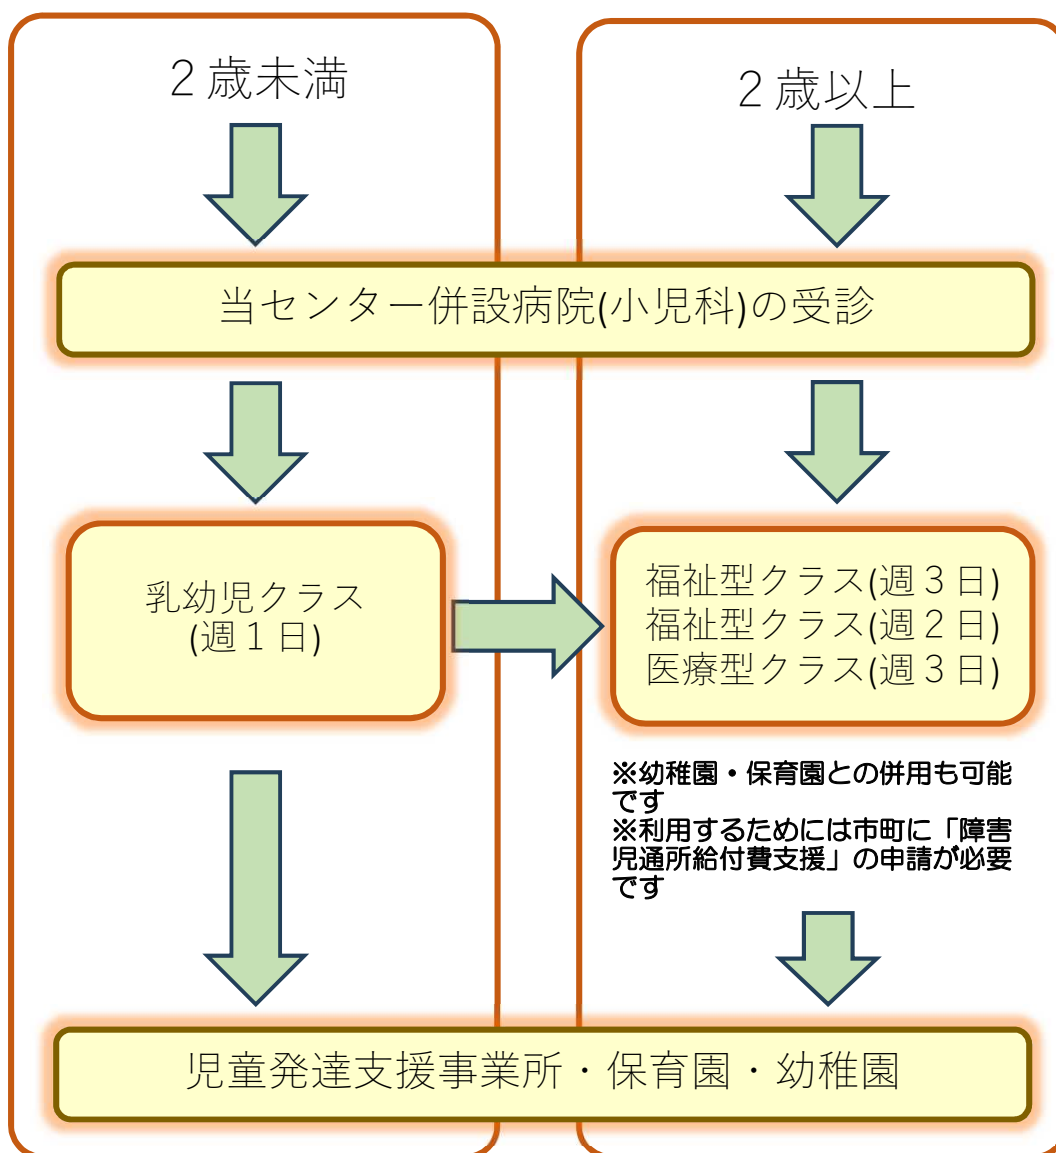 ２歳未満
２歳以上
当センター併設病院(小児科)の受診
乳幼児クラス
(週１日)
福祉型クラス(週３日)
福祉型クラス(週２日)
医療型クラス(週３日)
※幼稚園・保育園との併用も可能
です
※利用するためには市町に「障害
児通所給付費支援」の申請が必要
です
児童発達支援事業所・保育園・幼稚園